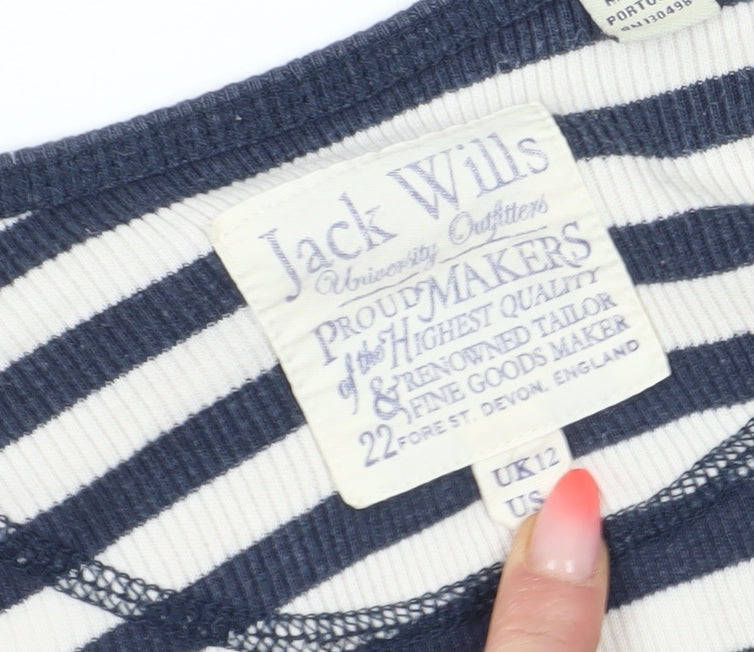 PORTU
Jack Wills
University Outfitters
PROUD MAKERS
of the HIGHEST QUALITY
& RENOWNED TAILOR
FINE GOODS MAKER
22 FORE ST. DEVON. ENGLAND
UK12
US